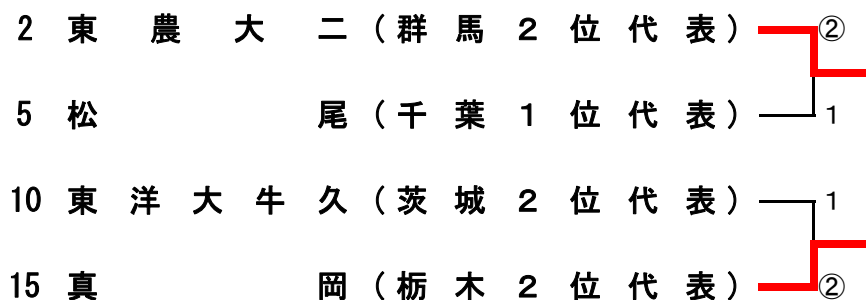 2 東農大二(群馬2位代表) ②
5 松尾(千葉1位代表) 1
10 東洋大牛久(茨城2位代表) 1
15 真岡(栃木2位代表) ②